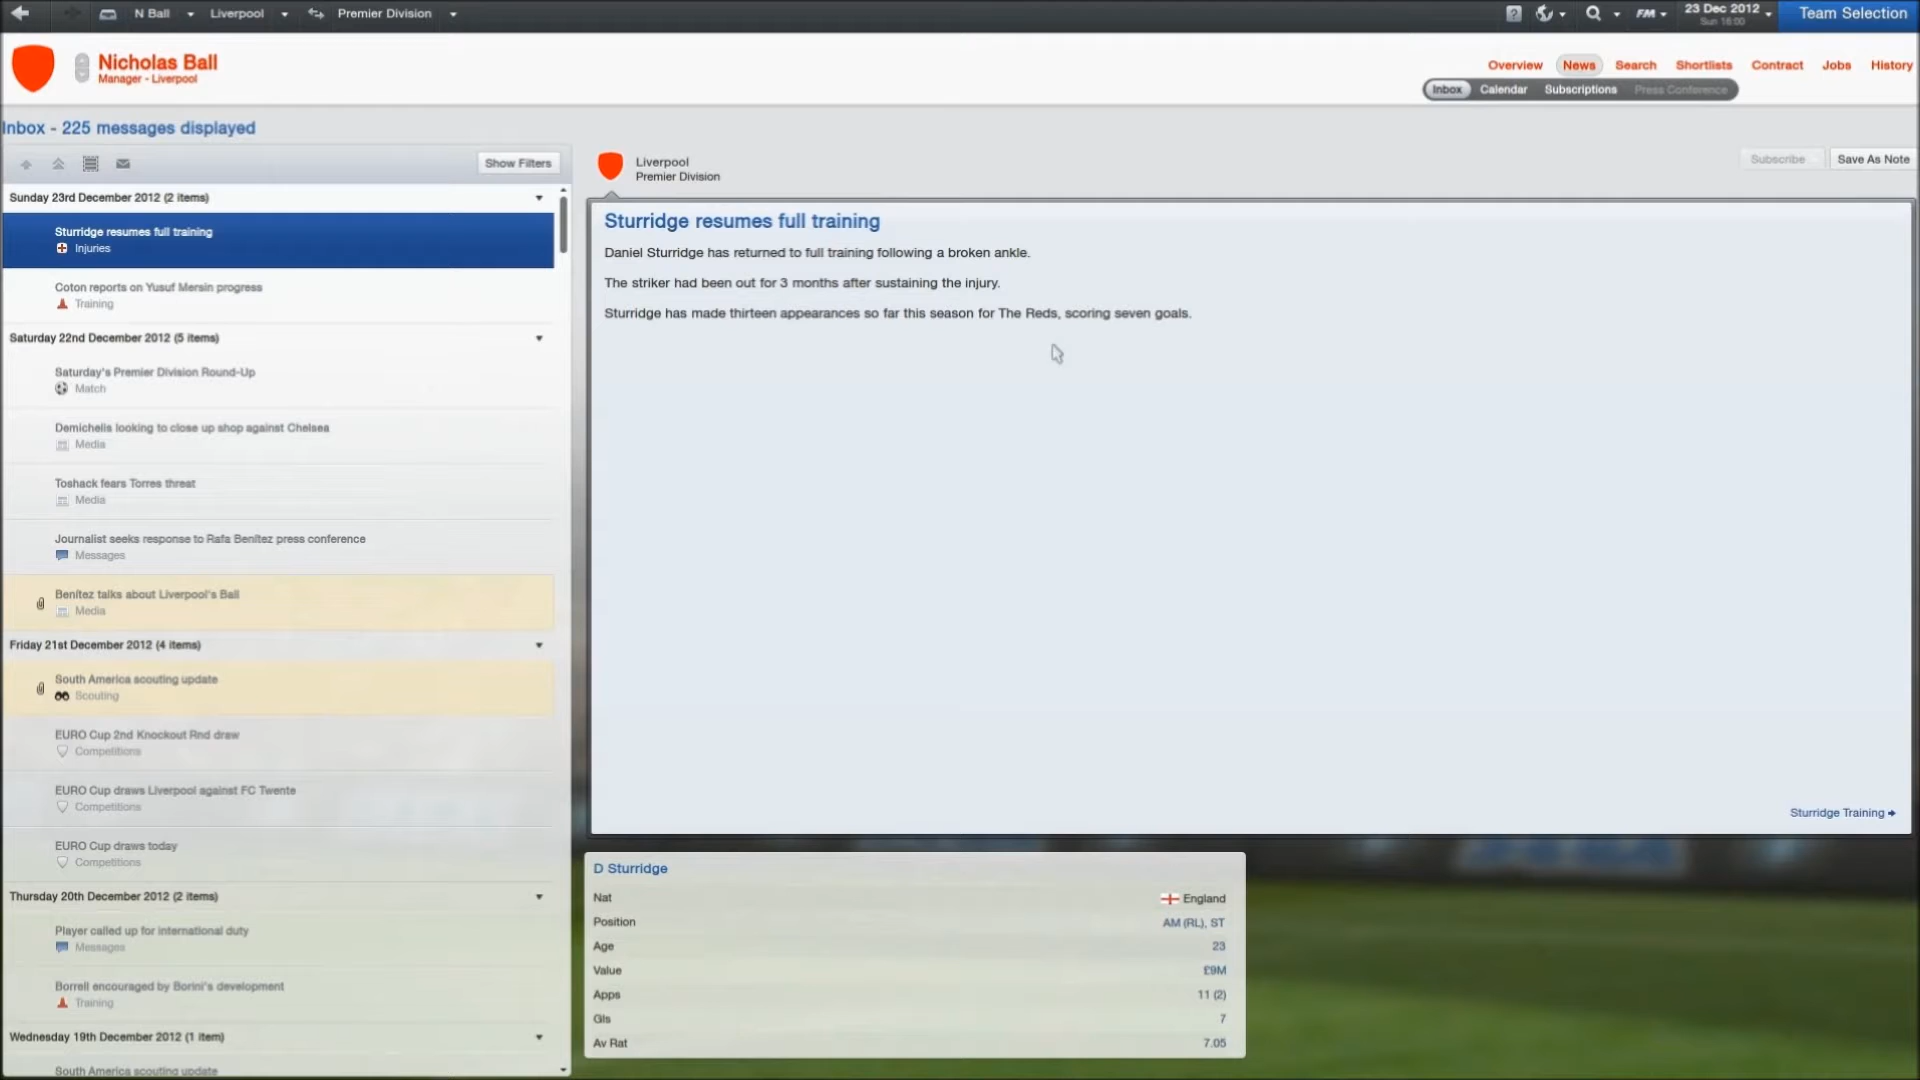 N Ball
Liverpool
Premier Division
?
FM
23 Dec 2012
Sun 16:00
Team Selection
Nicholas Ball
Manager - Liverpool
Overview
News
Search
Shortlists
Contract
Jobs
History
Inbox
Calendar
Subscriptions
Press Conference
Inbox - 225 messages displayed
Show Filters
Liverpool
Premier Division
Subscribe
Save As Note
Sunday 23rd December 2012 (2 items)
Sturridge resumes full training
Injuries
Coton reports on Yusuf Mersin progress
Training
Saturday 22nd December 2012 (5 items)
Saturday's Premier Division Round-Up
Match
Demichelis looking to close up shop against Chelsea
Media
Toshack fears Torres threat
Media
Journalist seeks response to Rafa Benítez press conference
Messages
Benítez talks about Liverpool's Ball
Media
Friday 21st December 2012 (4 items)
South America scouting update
Scouting
EURO Cup 2nd Knockout Rnd draw
Competitions
EURO Cup draws Liverpool against FC Twente
Competitions
EURO Cup draws today
Competitions
Thursday 20th December 2012 (2 items)
Player called up for international duty
Messages
Borrell encouraged by Borini's development
Training
Wednesday 19th December 2012 (1 item)
South America scouting update
Sturridge resumes full training
Daniel Sturridge has returned to full training following a broken ankle.
The striker had been out for 3 months after sustaining the injury.
Sturridge has made thirteen appearances so far this season for The Reds, scoring seven goals.
Sturridge Training
D Sturridge
Nat England
Position AM (RL), ST
Age 23
Value £9M
Apps 11 (2)
Gls 7
Av Rat 7.05